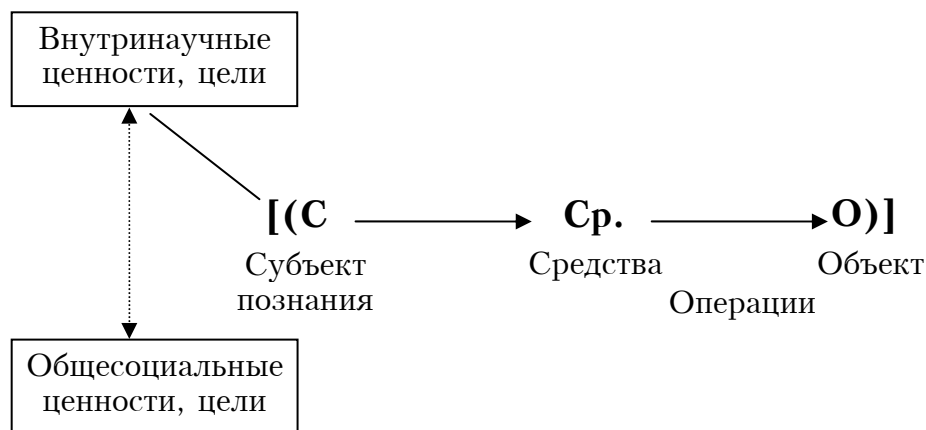 Внутринаучные
ценности, цели
[(С Ср. О)]
Субъект
познания
Средства
Объект
Операции
Общесоциальные
ценности, цели